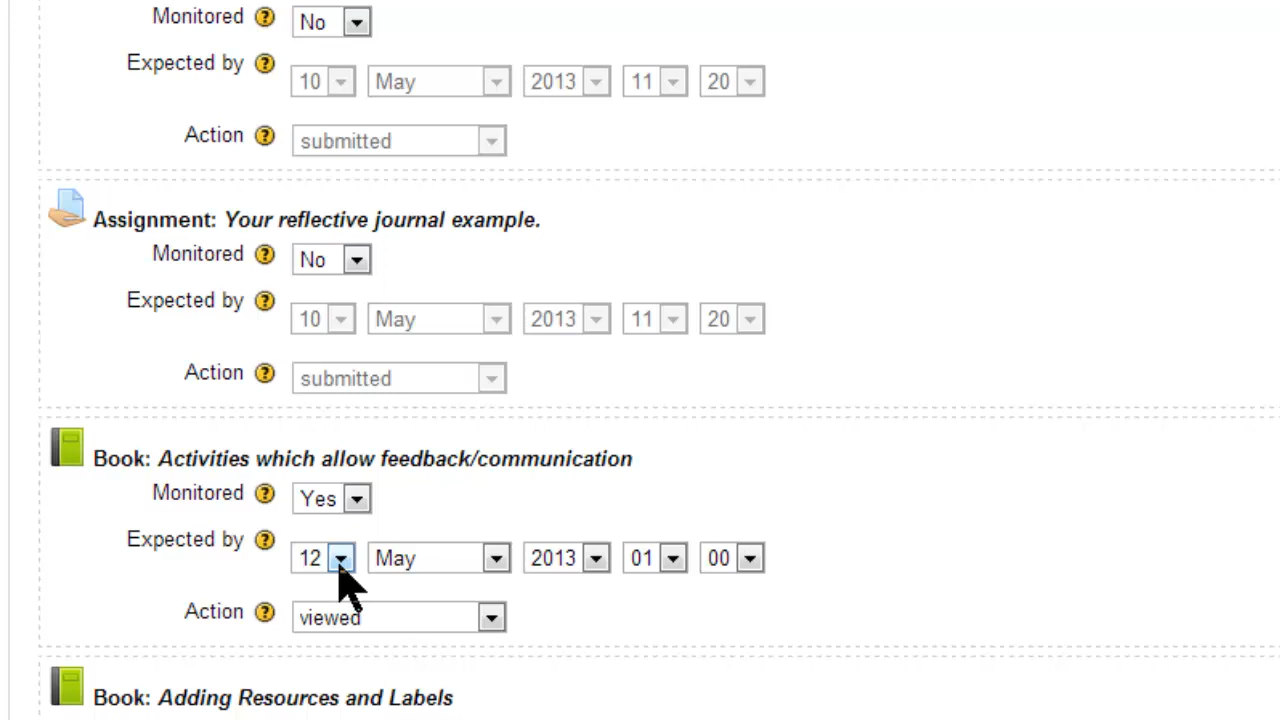 Monitored ? No
Expected by ? 10 May 2013 11 20
Action ? submitted
Assignment: Your reflective journal example.
Monitored ? No
Expected by ? 10 May 2013 11 20
Action ? submitted
Book: Activities which allow feedback/communication
Monitored ? Yes
Expected by ? 12 May 2013 01 00
Action ? viewed
Book: Adding Resources and Labels